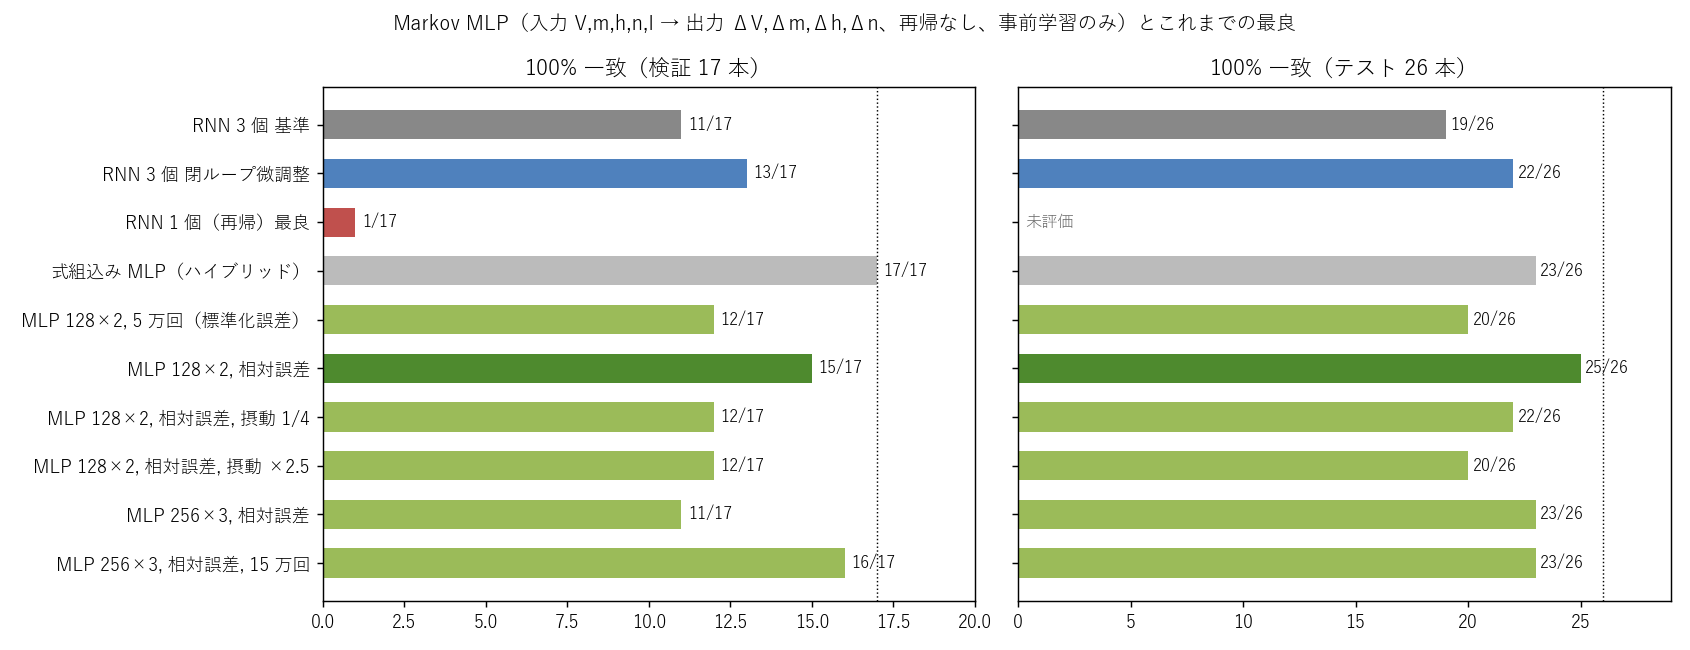 Markov MLP（入力 V,m,h,n,I → 出力 ΔV,Δm,Δh,Δn、再帰なし、事前学習のみ）とこれまでの最良
100% 一致（検証 17 本）
RNN 3 個 基準
11/17
RNN 3 個 閉ループ微調整
13/17
RNN 1 個（再帰）最良
1/17
式組込み MLP（ハイブリッド）
17/17
MLP 128×2, 5 万回（標準化誤差）
12/17
MLP 128×2, 相対誤差
15/17
MLP 128×2, 相対誤差, 摂動 1/4
12/17
MLP 128×2, 相対誤差, 摂動 ×2.5
12/17
MLP 256×3, 相対誤差
11/17
MLP 256×3, 相対誤差, 15 万回
16/17
0.0 2.5 5.0 7.5 10.0 12.5 15.0 17.5 20.0
100% 一致（テスト 26 本）
19/26
22/26
未評価
23/26
20/26
25/26
22/26
20/26
23/26
23/26
0 5 10 15 20 25